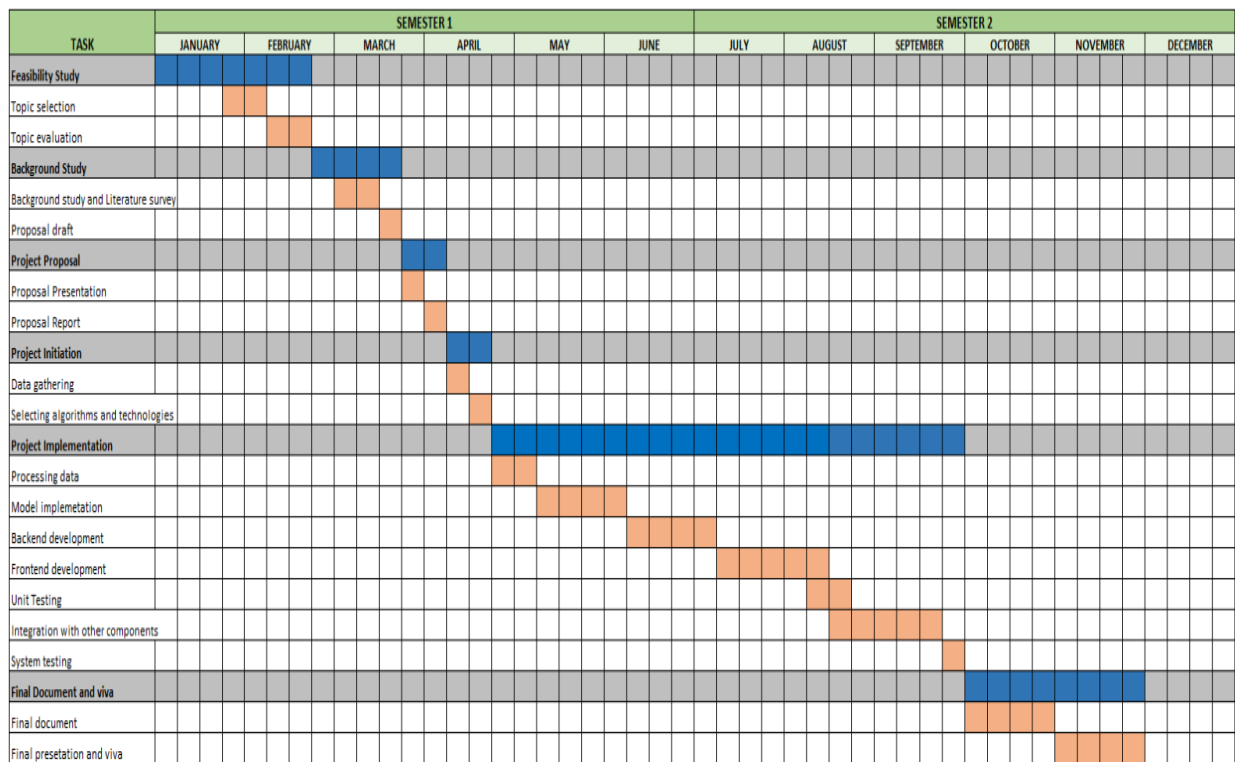 SEMESTER 1 SEMESTER 2
TASK JANUARY FEBRUARY MARCH APRIL MAY JUNE JULY AUGUST SEPTEMBER OCTOBER NOVEMBER DECEMBER
Feasibility Study
Topic selection
Topic evaluation
Background Study
Background study and Literature survey
Proposal draft
Project Proposal
Proposal Presentation
Proposal Report
Project Initiation
Data gathering
Selecting algorithms and technologies
Project Implementation
Processing data
Model implemetation
Backend development
Frontend development
Unit Testing
Integration with other components
System testing
Final Document and viva
Final document
Final presetation and viva